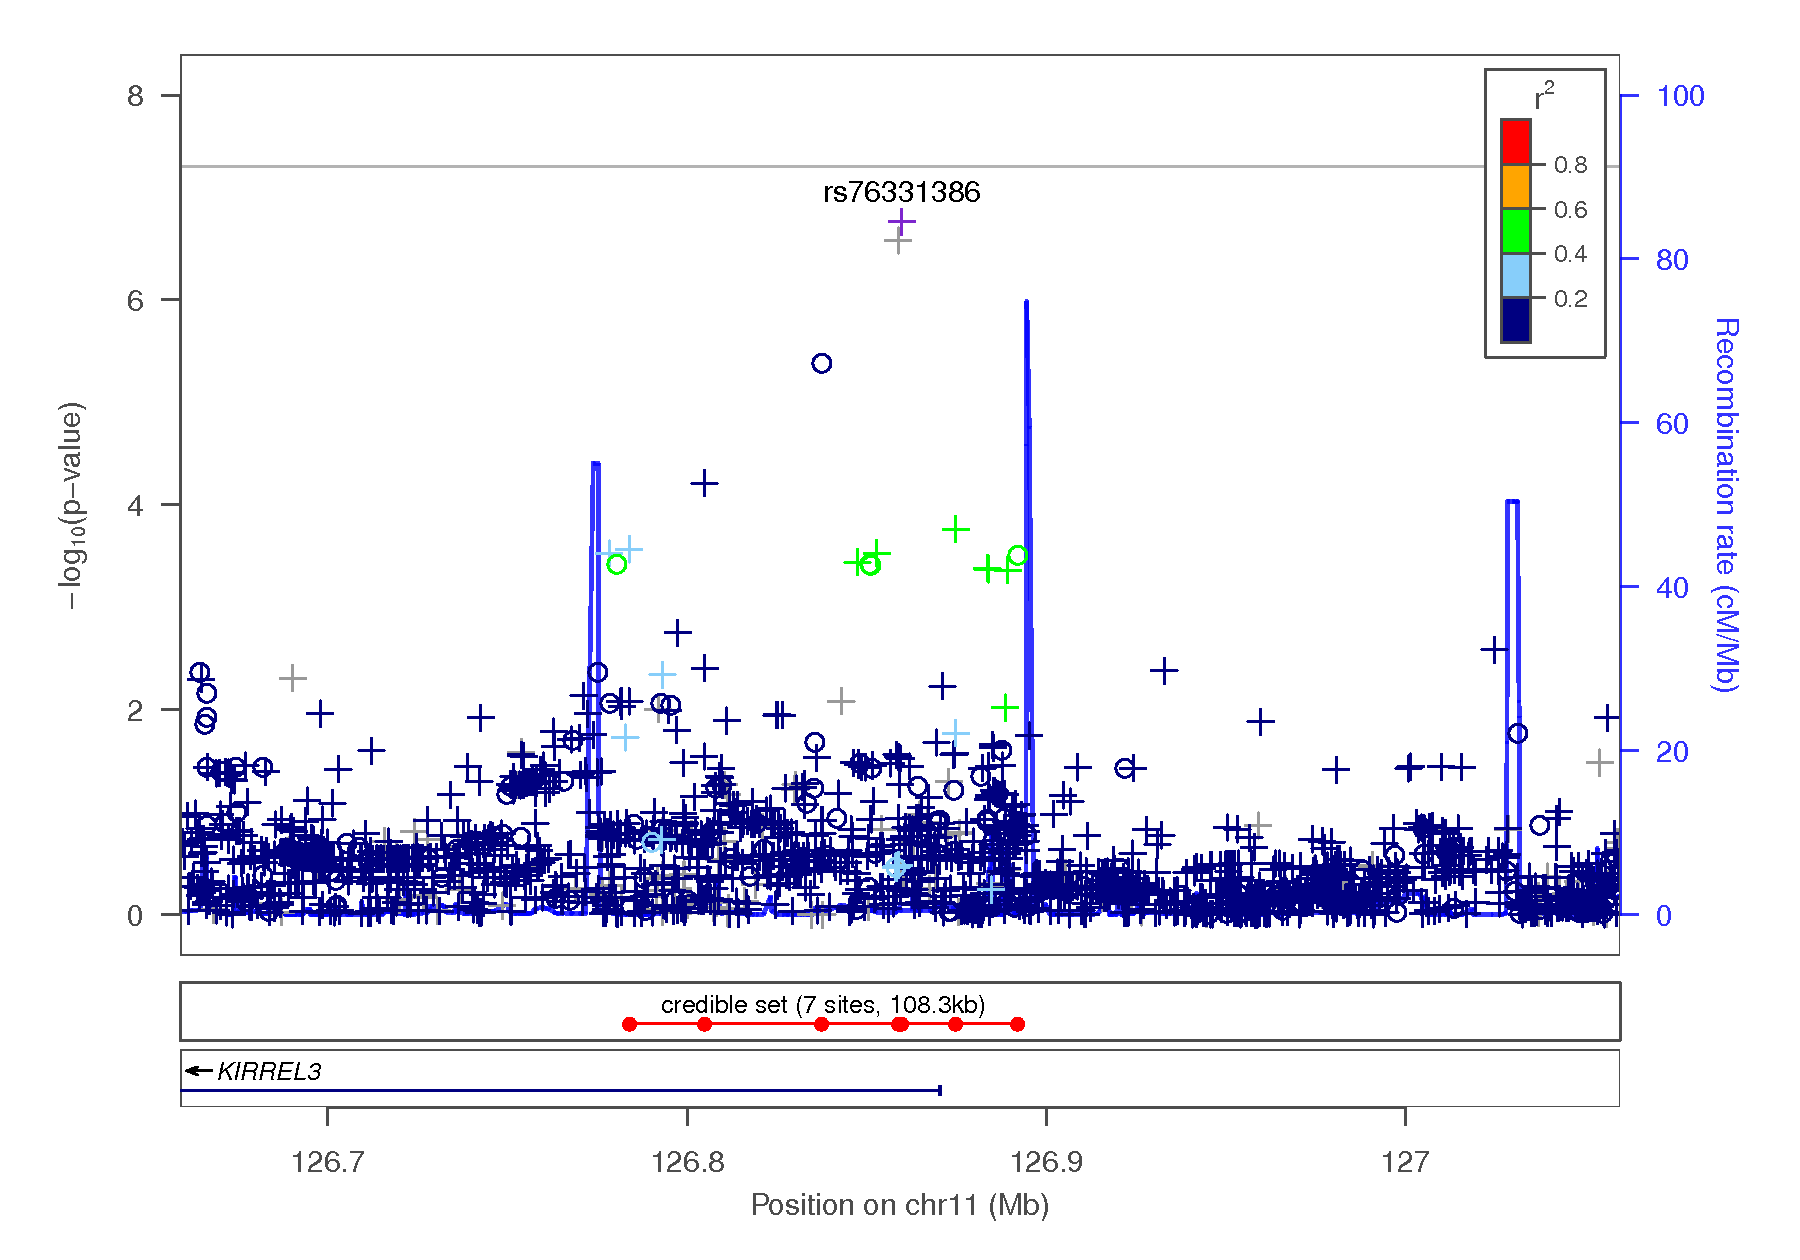 8
6
4
2
0
−log10(p−value)
rs76331386
r2
0.8
0.6
0.4
0.2
100
80
60
40
20
0
Recombination rate (cM/Mb)
credible set (7 sites, 108.3kb)
KIRREL3
126.7 126.8 126.9 127
Position on chr11 (Mb)